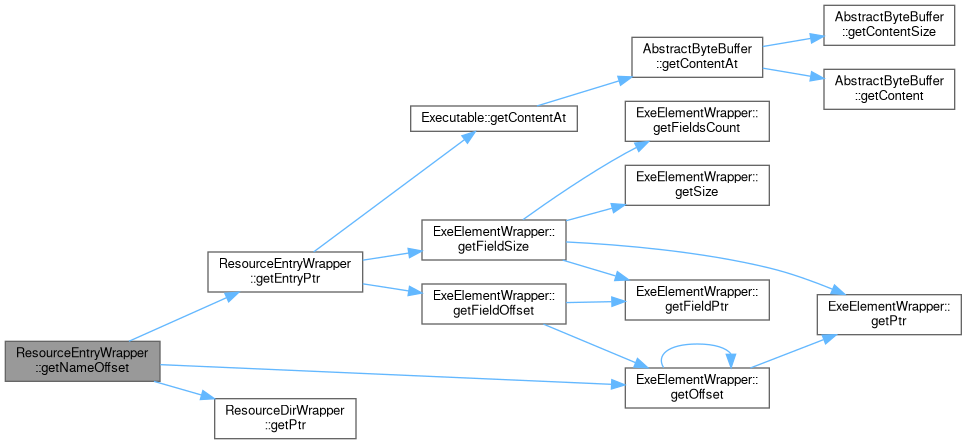 AbstractByteBuffer
::getContentSize
AbstractByteBuffer
::getContentAt
AbstractByteBuffer
::getContent
Executable::getContentAt
ExeElementWrapper::
getFieldsCount
ExeElementWrapper::
getSize
ExeElementWrapper::
getFieldSize
ResourceEntryWrapper
::getEntryPtr
ExeElementWrapper::
getFieldOffset
ExeElementWrapper::
getFieldPtr
ExeElementWrapper::
getPtr
ResourceEntryWrapper
::getNameOffset
ExeElementWrapper::
getOffset
ResourceDirWrapper
::getPtr